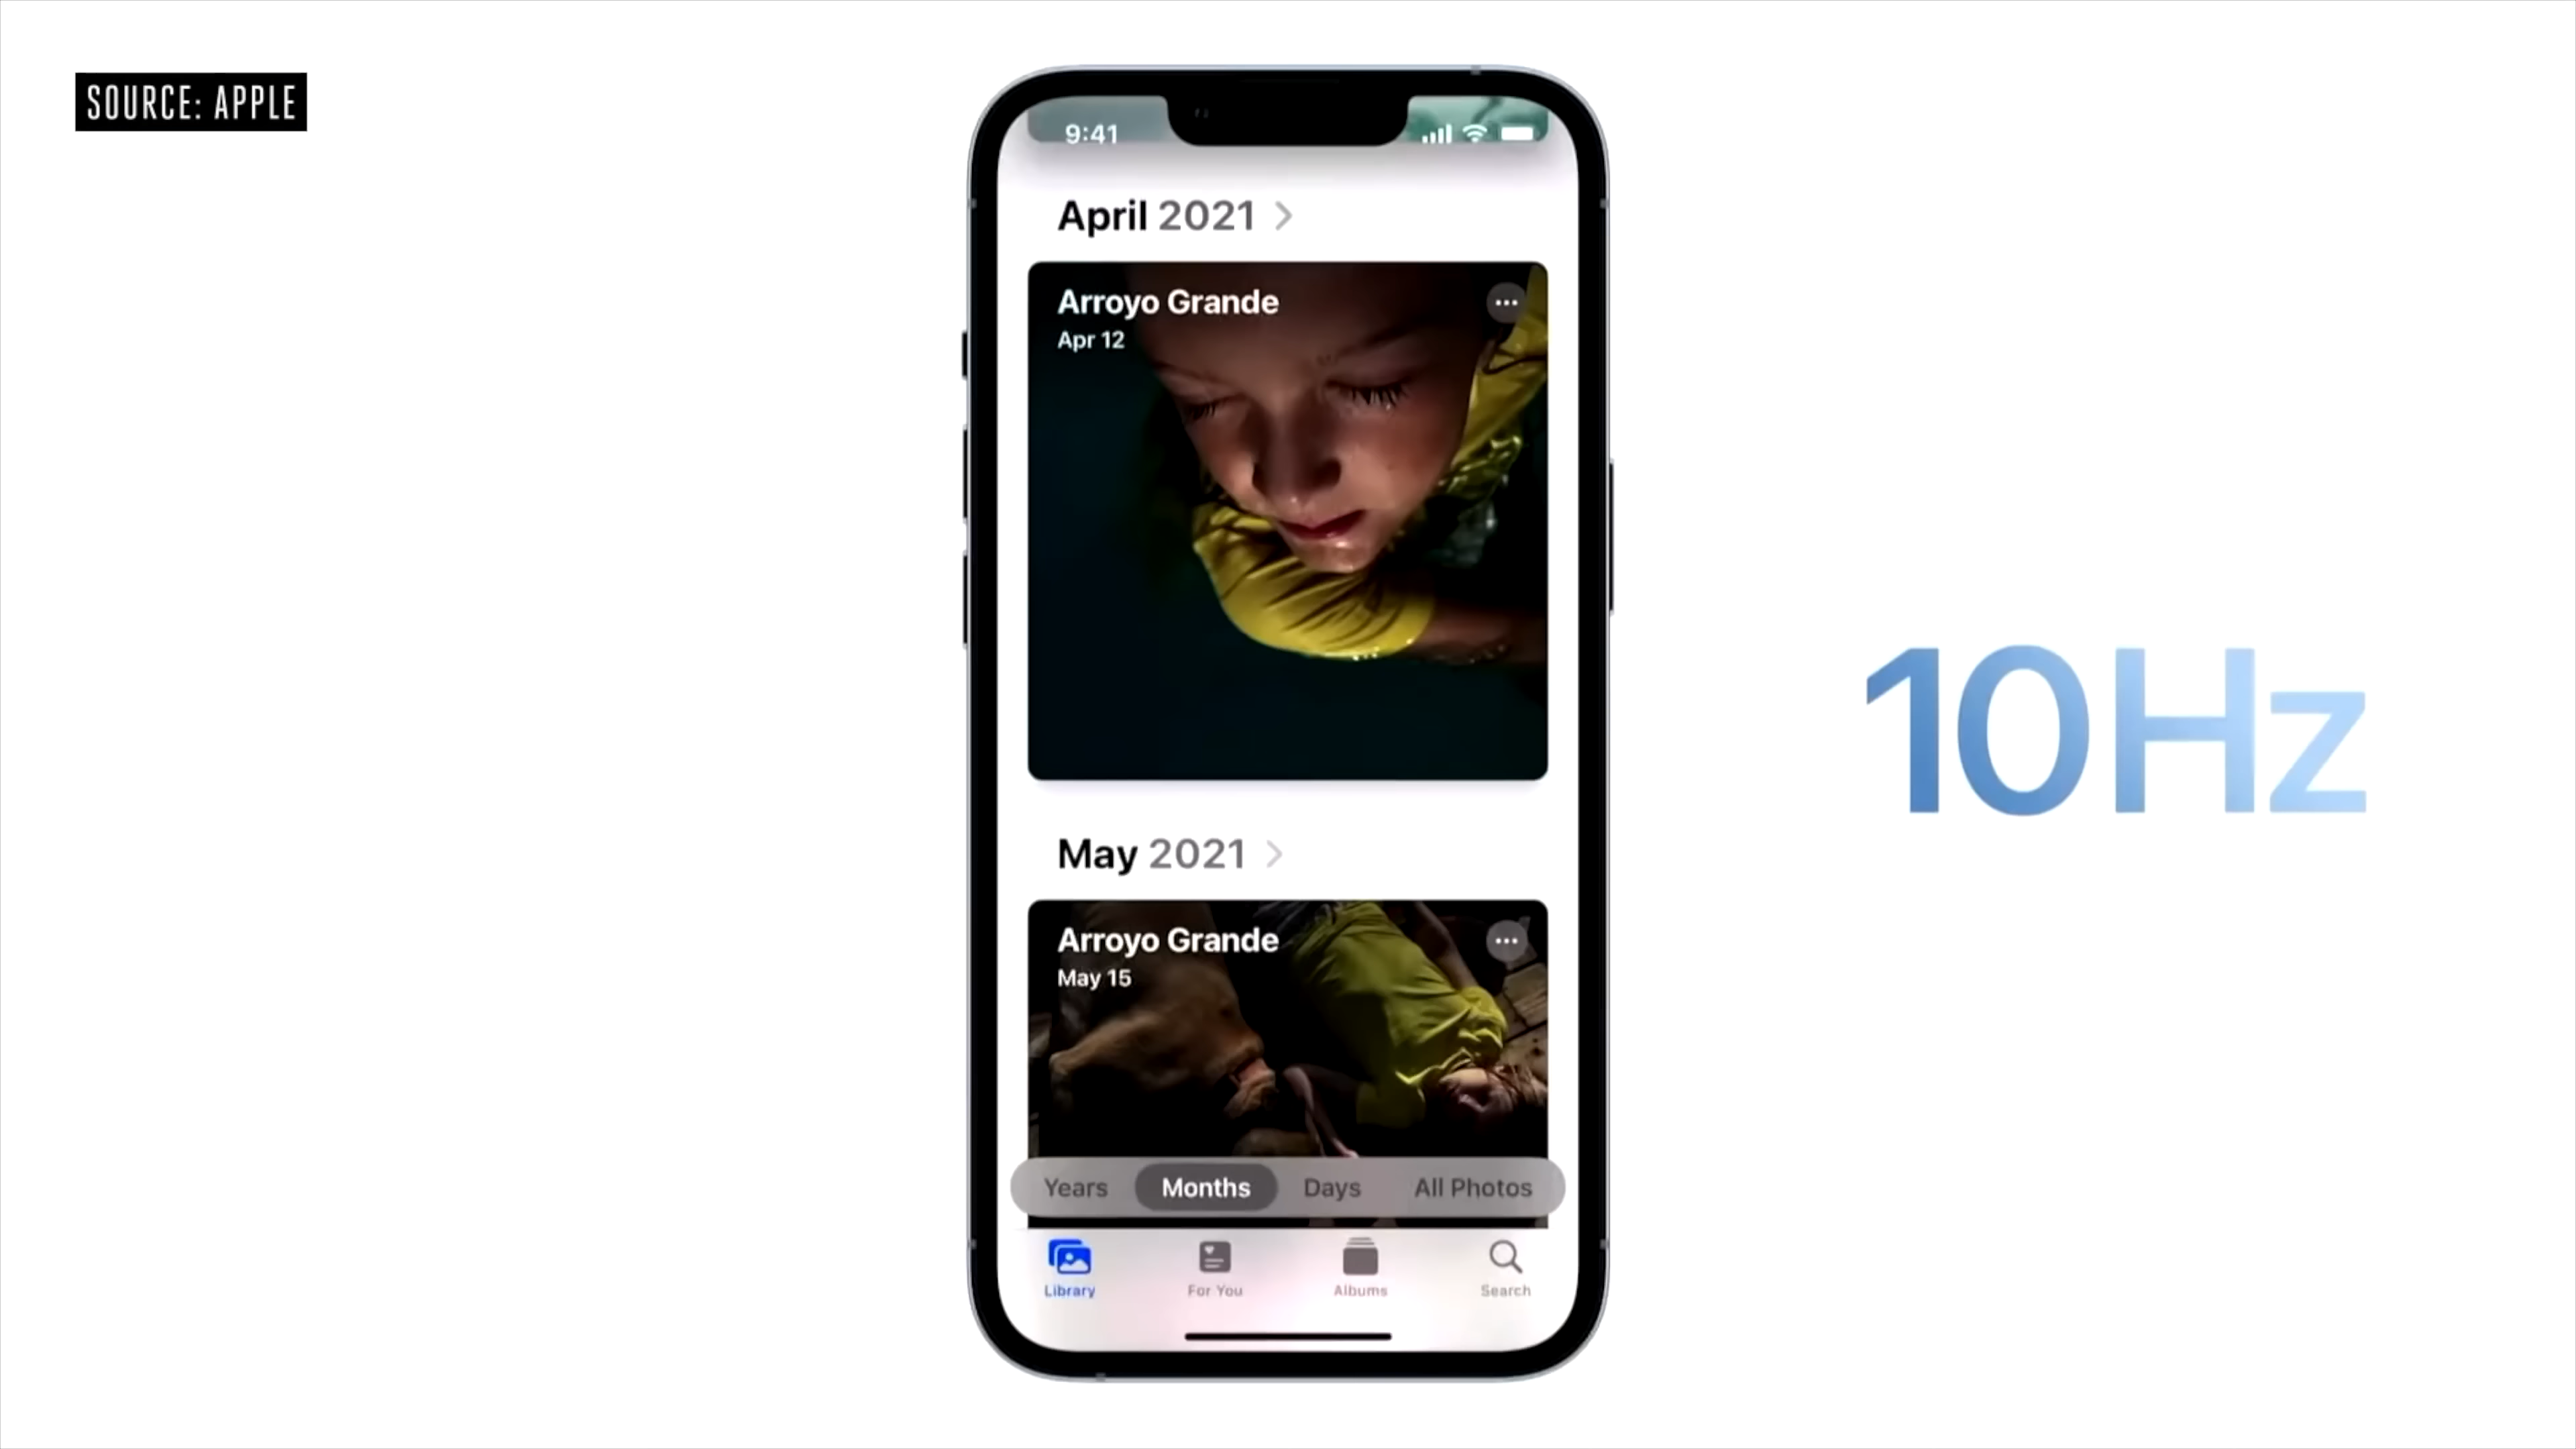 SOURCE: APPLE
9:41
April 2021
Arroyo Grande
Apr 12
10Hz
May 2021
Arroyo Grande
May 15
Years Months Days All Photos
Library For You Albums Search